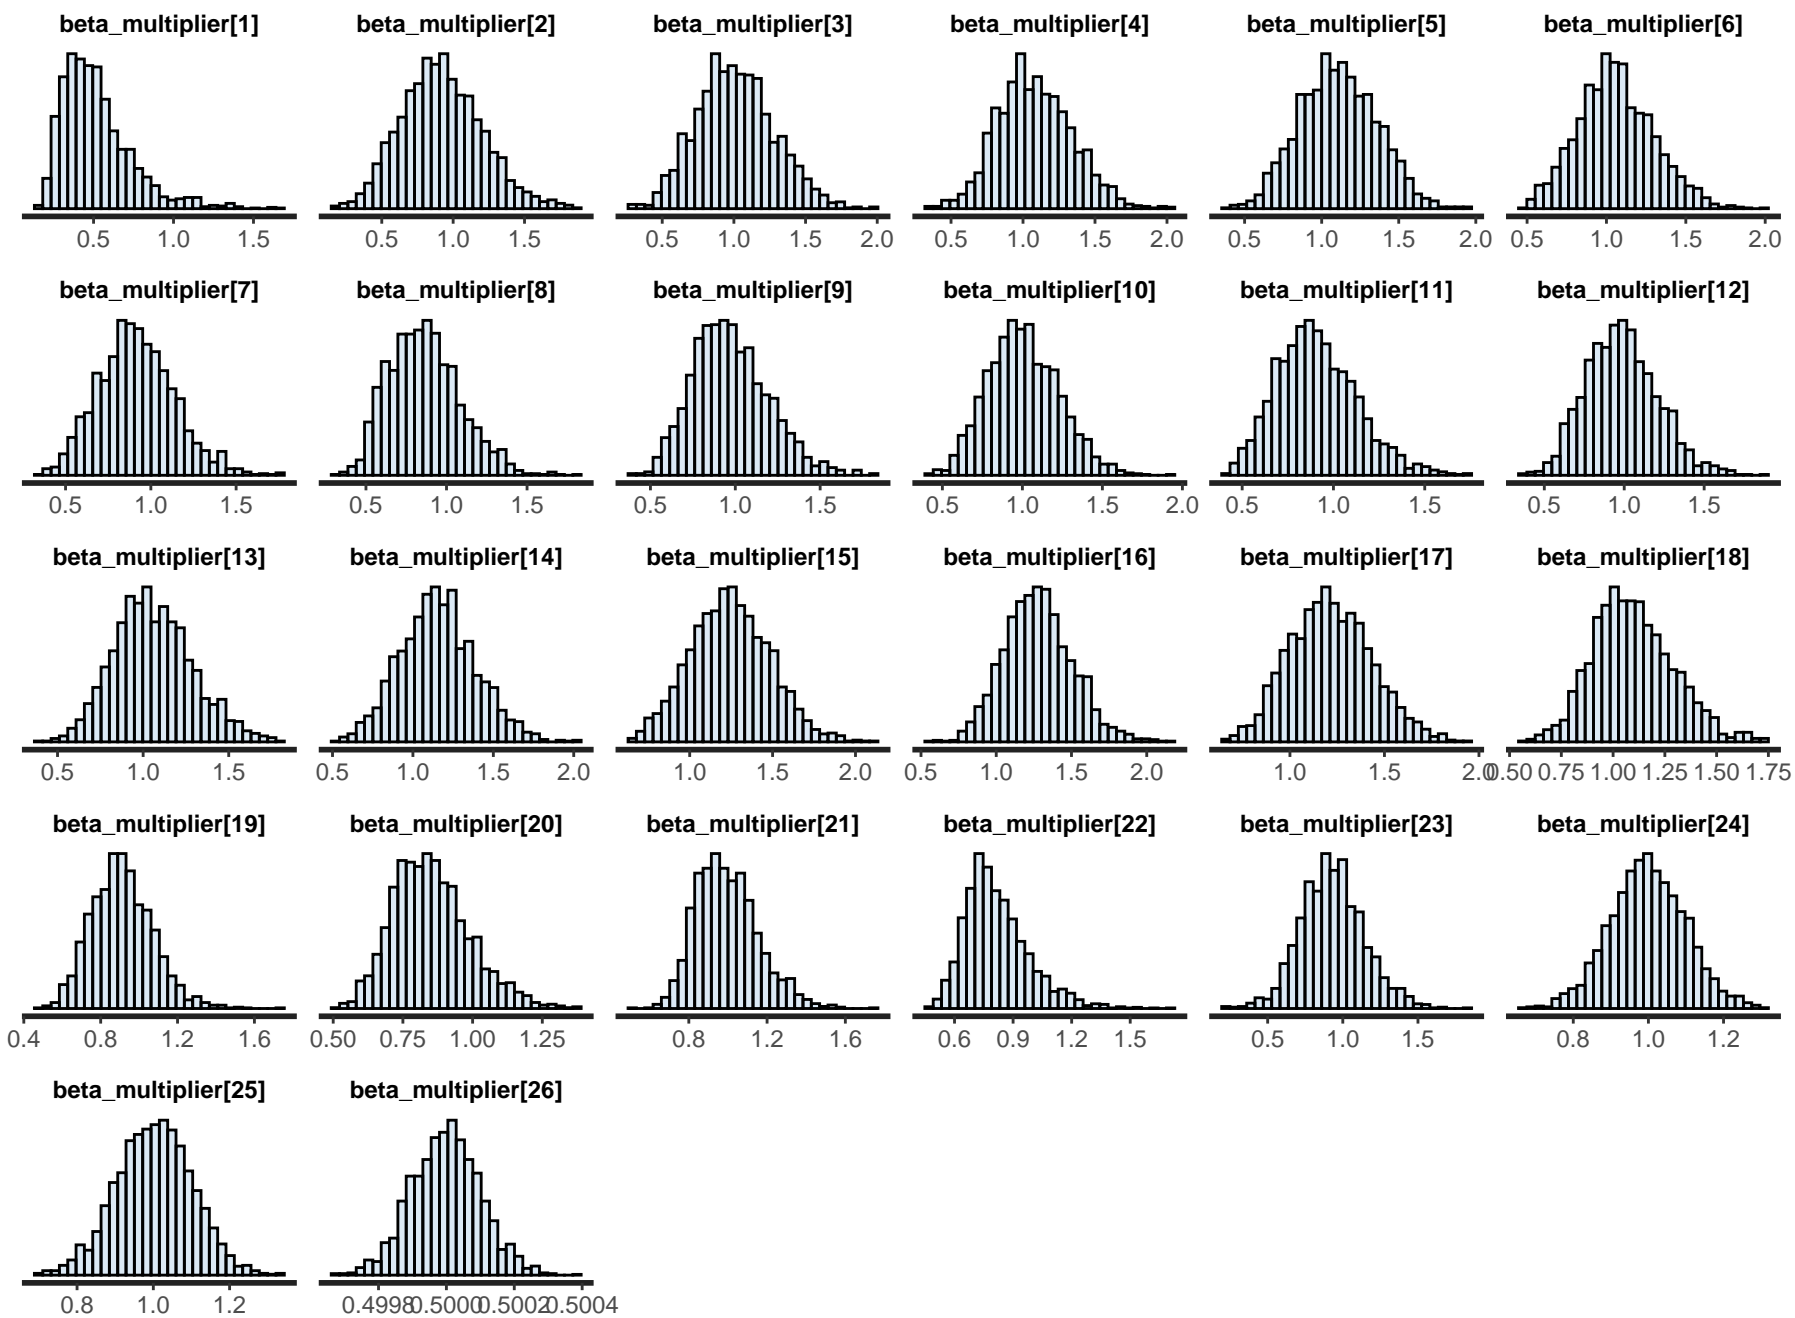 beta_multiplier[1] beta_multiplier[2] beta_multiplier[3] beta_multiplier[4] beta_multiplier[5] beta_multiplier[6]
0.5 1.0 1.5 0.5 1.0 1.5 0.5 1.0 1.5 2.0 0.5 1.0 1.5 2.0 0.5 1.0 1.5 2.0 0.5 1.0 1.5 2.0
beta_multiplier[7] beta_multiplier[8] beta_multiplier[9] beta_multiplier[10] beta_multiplier[11] beta_multiplier[12]
0.5 1.0 1.5 0.5 1.0 1.5 0.5 1.0 1.5 0.5 1.0 1.5 2.0 0.5 1.0 1.5 0.5 1.0 1.5
beta_multiplier[13] beta_multiplier[14] beta_multiplier[15] beta_multiplier[16] beta_multiplier[17] beta_multiplier[18]
0.5 1.0 1.5 0.5 1.0 1.5 2.0 1.0 1.5 2.0 0.5 1.0 1.5 2.0 1.0 1.5 2.0 0.50 0.75 1.00 1.25 1.50 1.75
beta_multiplier[19] beta_multiplier[20] beta_multiplier[21] beta_multiplier[22] beta_multiplier[23] beta_multiplier[24]
0.4 0.8 1.2 1.6 0.50 0.75 1.00 1.25 0.8 1.2 1.6 0.6 0.9 1.2 1.5 0.5 1.0 1.5 0.8 1.0 1.2
beta_multiplier[25] beta_multiplier[26]
0.8 1.0 1.2 0.4998 0.5000 0.5002 0.5004